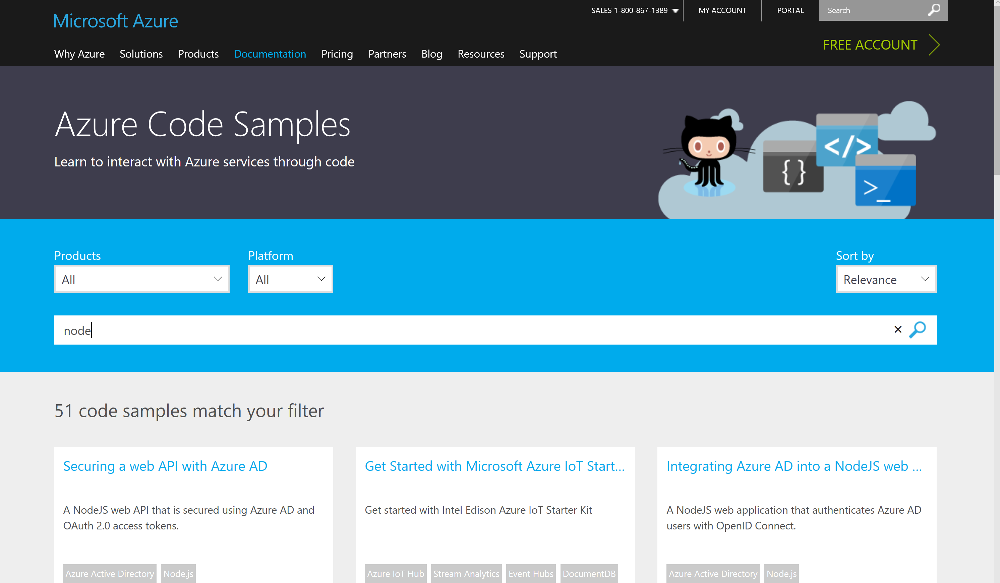 Microsoft Azure
SALES 1-800-867-1389
MY ACCOUNT
PORTAL
Search
FREE ACCOUNT
Why Azure
Solutions
Products
Documentation
Pricing
Partners
Blog
Resources
Support
Azure Code Samples
Learn to interact with Azure services through code
{ }
</>
>_
Products
Platform
Sort by
All
All
Relevance
node
51 code samples match your filter
Securing a web API with Azure AD
A NodeJS web API that is secured using Azure AD and
OAuth 2.0 access tokens.
Azure Active Directory
Node.js
Get Started with Microsoft Azure IoT Start...
Get started with Intel Edison Azure IoT Starter Kit
Azure IoT Hub
Stream Analytics
Event Hubs
DocumentDB
Integrating Azure AD into a NodeJS web ...
A NodeJS web application that authenticates Azure AD
users with OpenID Connect.
Azure Active Directory
Node.js